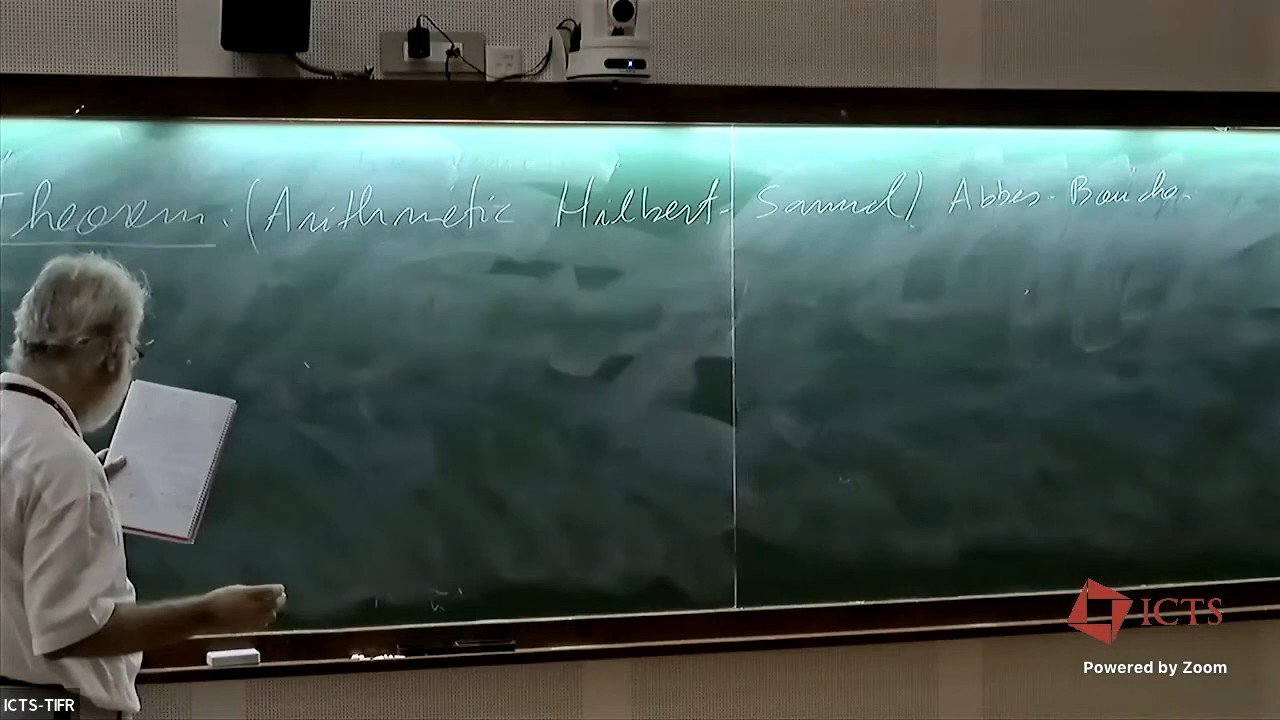 Theorem: (Arithmetic Hilbert-Samuel) Abbes-Bouche.
ICTS
Powered by Zoom
ICTS-TIFR